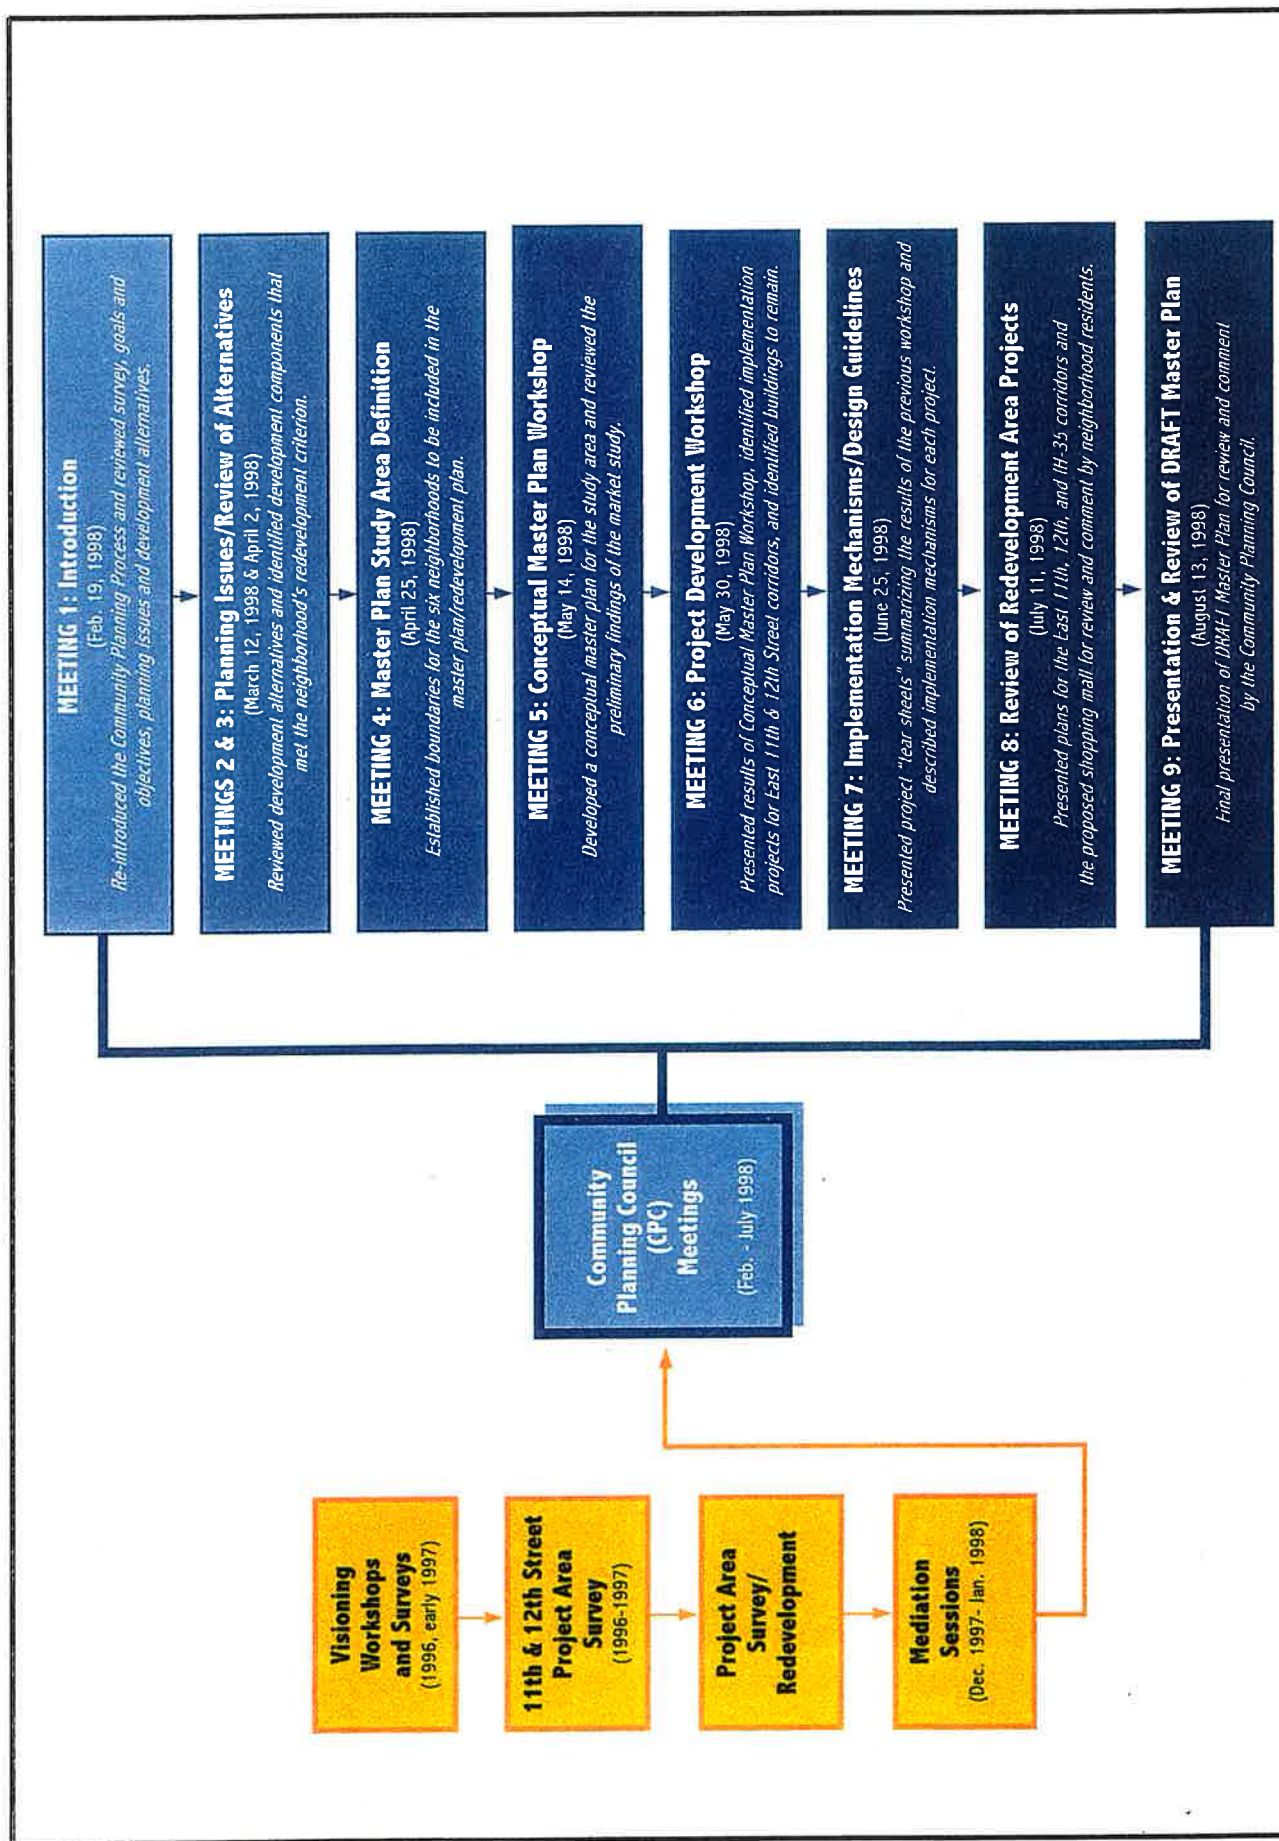 Visioning
Workshops
and Surveys
(1996, early 1997)
11th & 12th Street
Project Area
Survey
(1996-1997)
Project Area
Survey/
Redevelopment
Mediation
Sessions
(Dec. 1997- Jan. 1998)
Community
Planning Council
(CPC)
Meetings
(Feb. - July 1998)
MEETING 1: Introduction
(Feb. 19, 1998)
Re-introduced the Community Planning Process and reviewed survey, goals and
objectives, planning issues and development alternatives.
MEETINGS 2 & 3: Planning Issues/Review of Alternatives
(March 12, 1998 & April 2, 1998)
Reviewed development alternatives and identified development components that
met the neighborhood's redevelopment criterion.
MEETING 4: Master Plan Study Area Definition
(April 25, 1998)
Established boundaries for the six neighborhoods to be included in the
master plan/redevelopment plan.
MEETING 5: Conceptual Master Plan Workshop
(May 14, 1998)
Developed a conceptual master plan for the study area and reviewed the
preliminary findings of the market study.
MEETING 6: Project Development Workshop
(May 30, 1998)
Presented results of Conceptual Master Plan Workshop, identified implementation
projects for East 11th & 12th Street corridors, and identified buildings to remain.
MEETING 7: Implementation Mechanisms/Design Guidelines
(June 25, 1998)
Presented project "tear sheets" summarizing the results of the previous workshop and
described implementation mechanisms for each project.
MEETING 8: Review of Redevelopment Area Projects
(July 11, 1998)
Presented plans for the East 11th, 12th, and IH-35 corridors and
the proposed shopping mall for review and comment by neighborhood residents.
MEETING 9: Presentation & Review of DRAFT Master Plan
(August 13, 1998)
Final presentation of DRAFT Master Plan for review and comment
by the Community Planning Council.